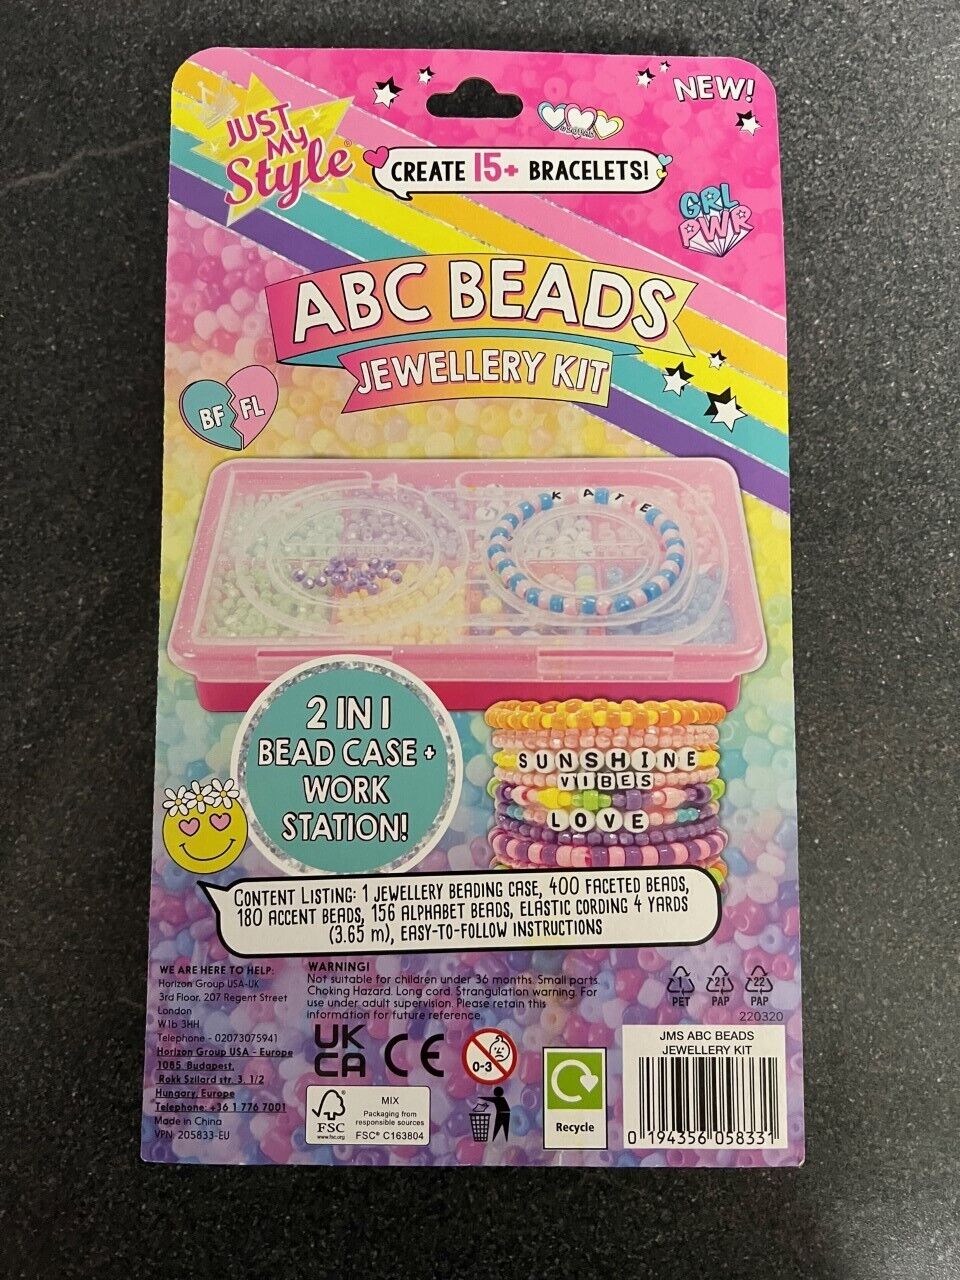 NEW!
JUST
MY
Style®
CREATE 15+ BRACELETS!
GRL
PWR
ABC BEADS
JEWELLERY KIT
BF FL
KATE
2 IN 1
BEAD CASE +
WORK
STATION!
SUNSHINE
VIBES
LOVE
CONTENT LISTING: 1 JEWELLERY BEADING CASE, 400 FACETED BEADS,
180 ACCENT BEADS, 156 ALPHABET BEADS, ELASTIC CORDING 4 YARDS
(3.65 m), EASY-TO-FOLLOW INSTRUCTIONS
WE ARE HERE TO HELP:
Horizon Group USA-UK
3rd Floor, 207 Regent Street
London
W1b 3HH
Telephone - 02073075941
Horizon Group USA - Europe
1085 Budapest,
Rokk Szilard str. 3. 1/2
Hungary, Europe
Telephone: +36 1 776 7001
Made in China
VPN: 205833-EU
WARNING!
Not suitable for children under 36 months. Small parts.
Choking Hazard. Long cord. Strangulation warning. For
use under adult supervision. Please retain this
information for future reference.
UK
CA
CE
0-3
FSC
www.fsc.org
MIX
Packaging from
responsible sources
FSC® C163804
Recycle
1
PET
21
PAP
22
PAP
220320
JMS ABC BEADS
JEWELLERY KIT
0 194356 058331